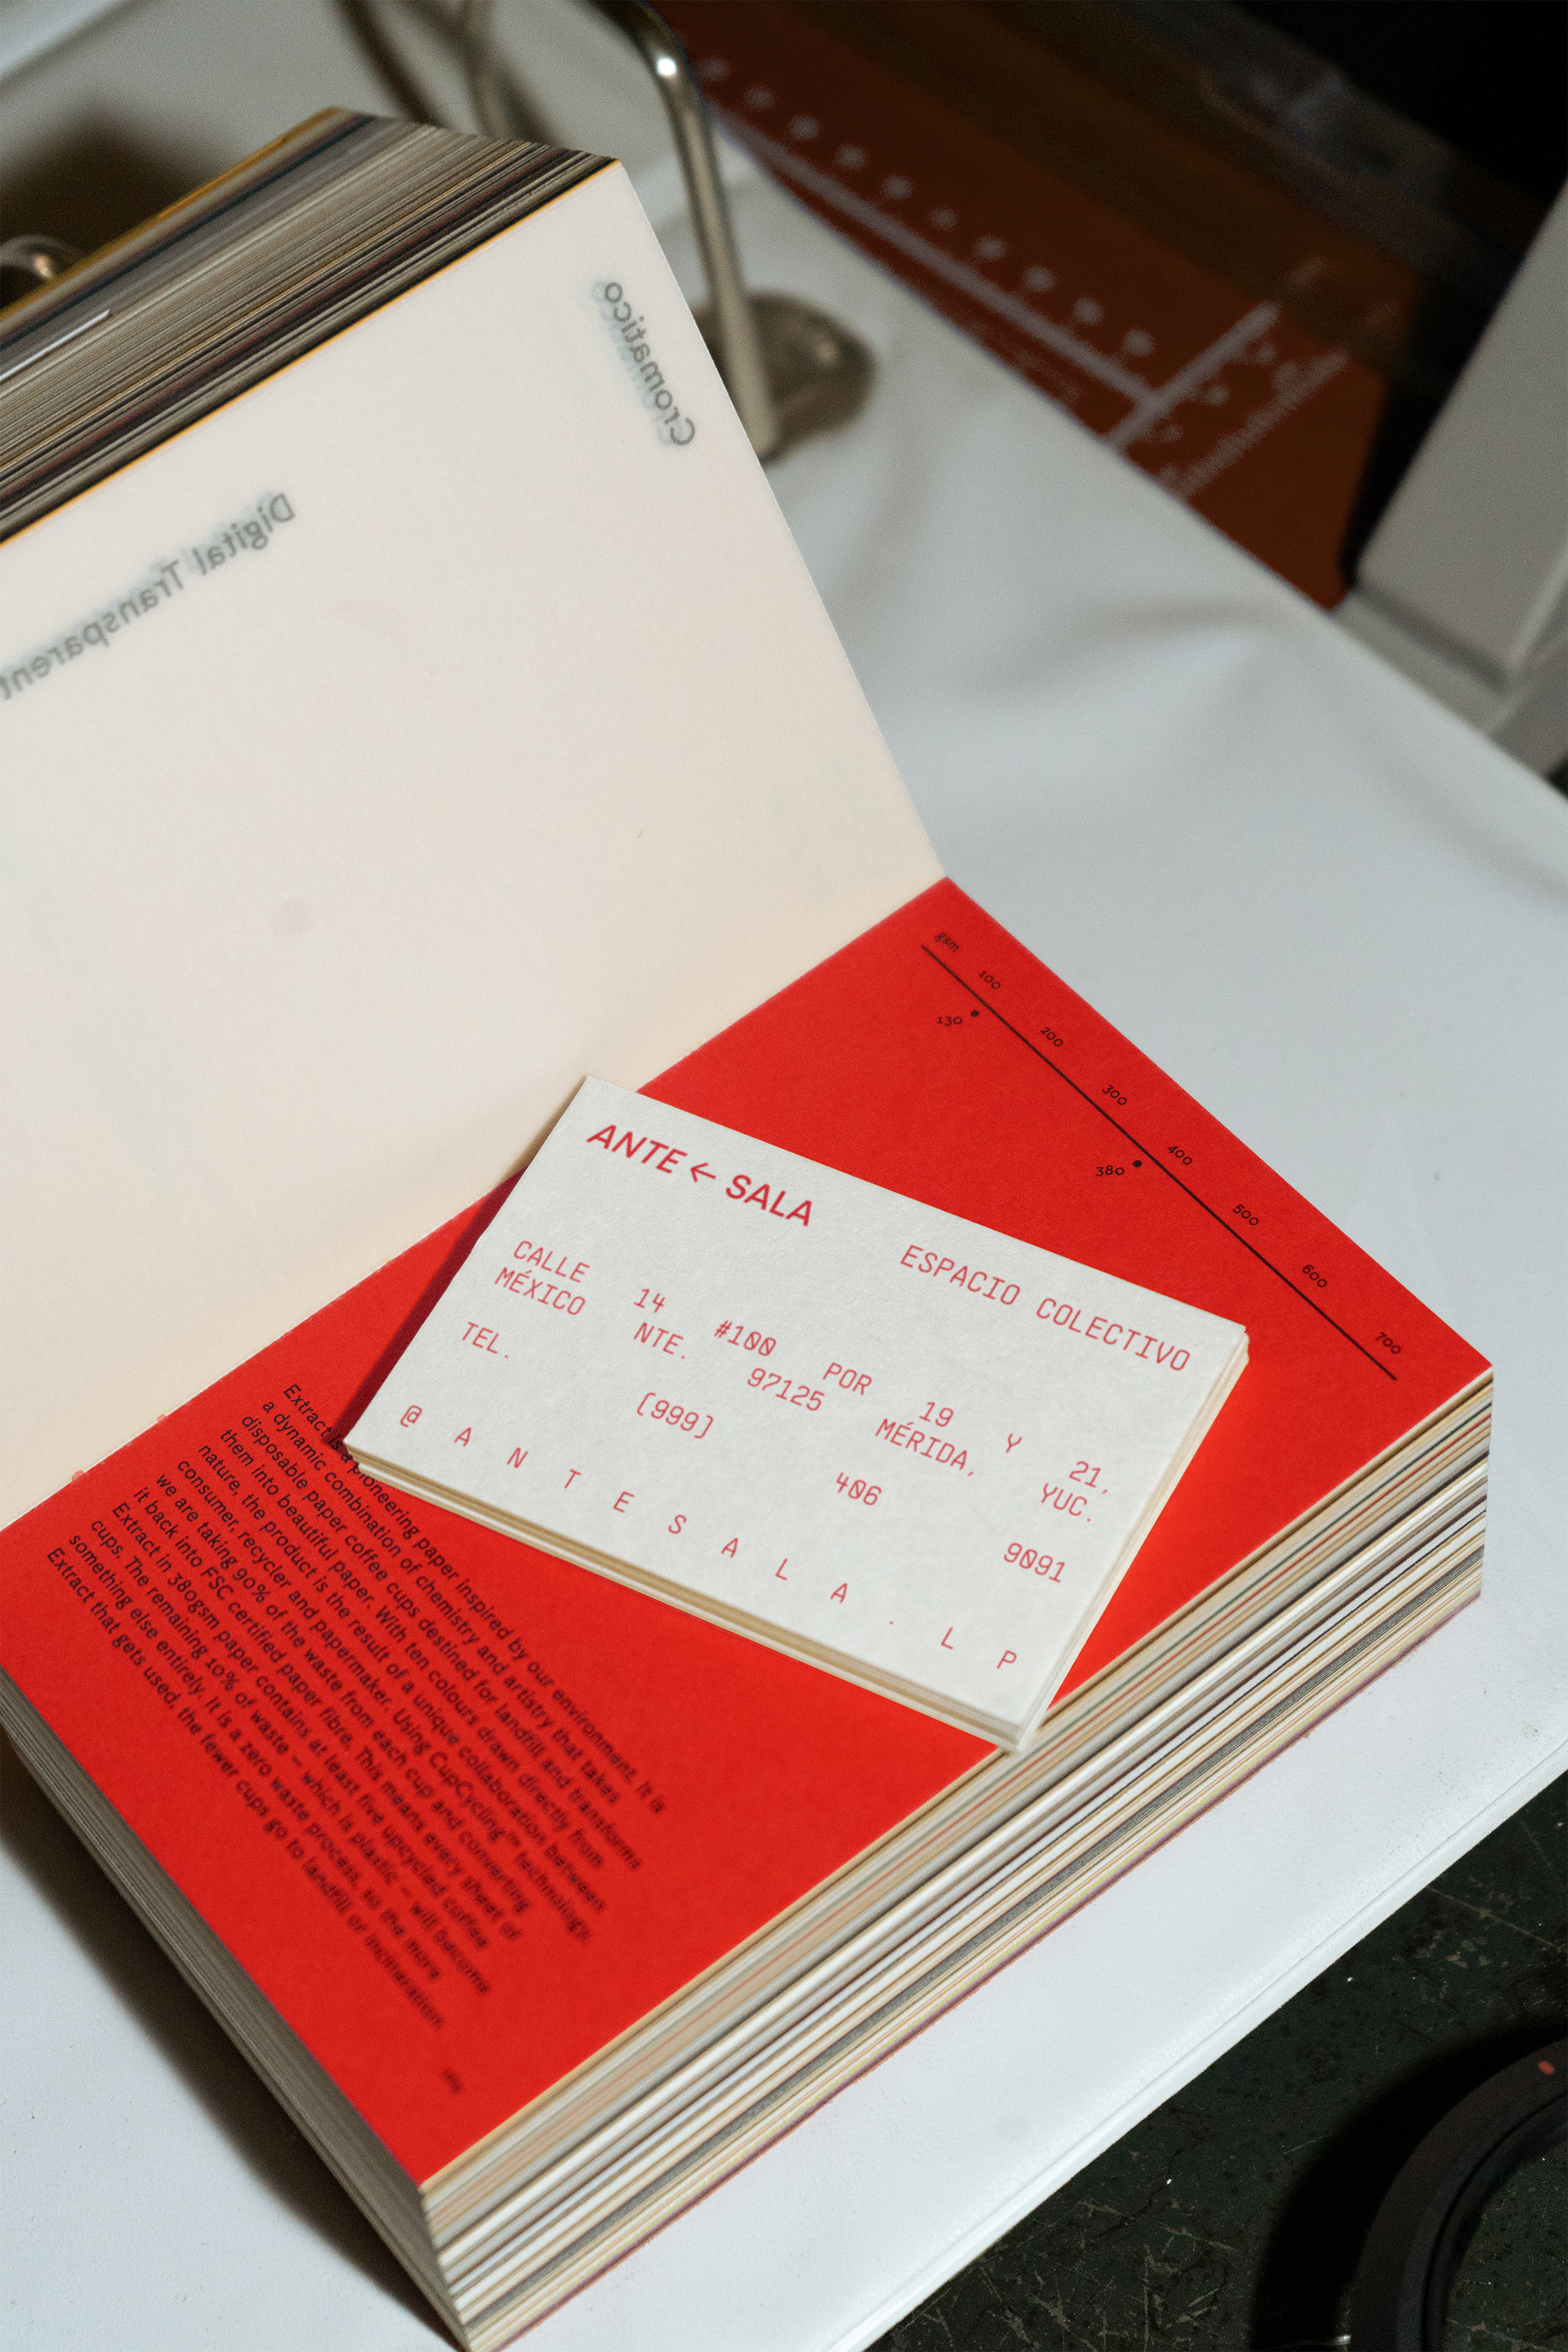 Cromatico
Digital Transparent
gsm
100
130
200
300
400
380
500
600
700
ANTE ← SALA
ESPACIO COLECTIVO
CALLE 14 #100 POR 19 Y 21,
MÉXICO NTE. 97125 MÉRIDA, YUC.
TEL. [999] 406 9091
@ANTESALA.LP
Extract is a pioneering paper inspired by our environment. It is
a dynamic combination of chemistry and artistry that takes
disposable paper coffee cups destined for landfill and transforms
them into beautiful paper. With ten colours drawn directly from
nature, the product is the result of a unique collaboration between
consumer, recycler and papermaker. Using CupCycling™ technology,
we are taking 90% of the waste from each cup and converting
it back into FSC certified paper fibre. This means every sheet of
Extract in 380gsm paper contains at least five upcycled coffee
cups. The remaining 10% of waste – which is plastic – will become
something else entirely. It is a zero waste process, so the more
Extract that gets used, the fewer cups go to landfill or incineration.